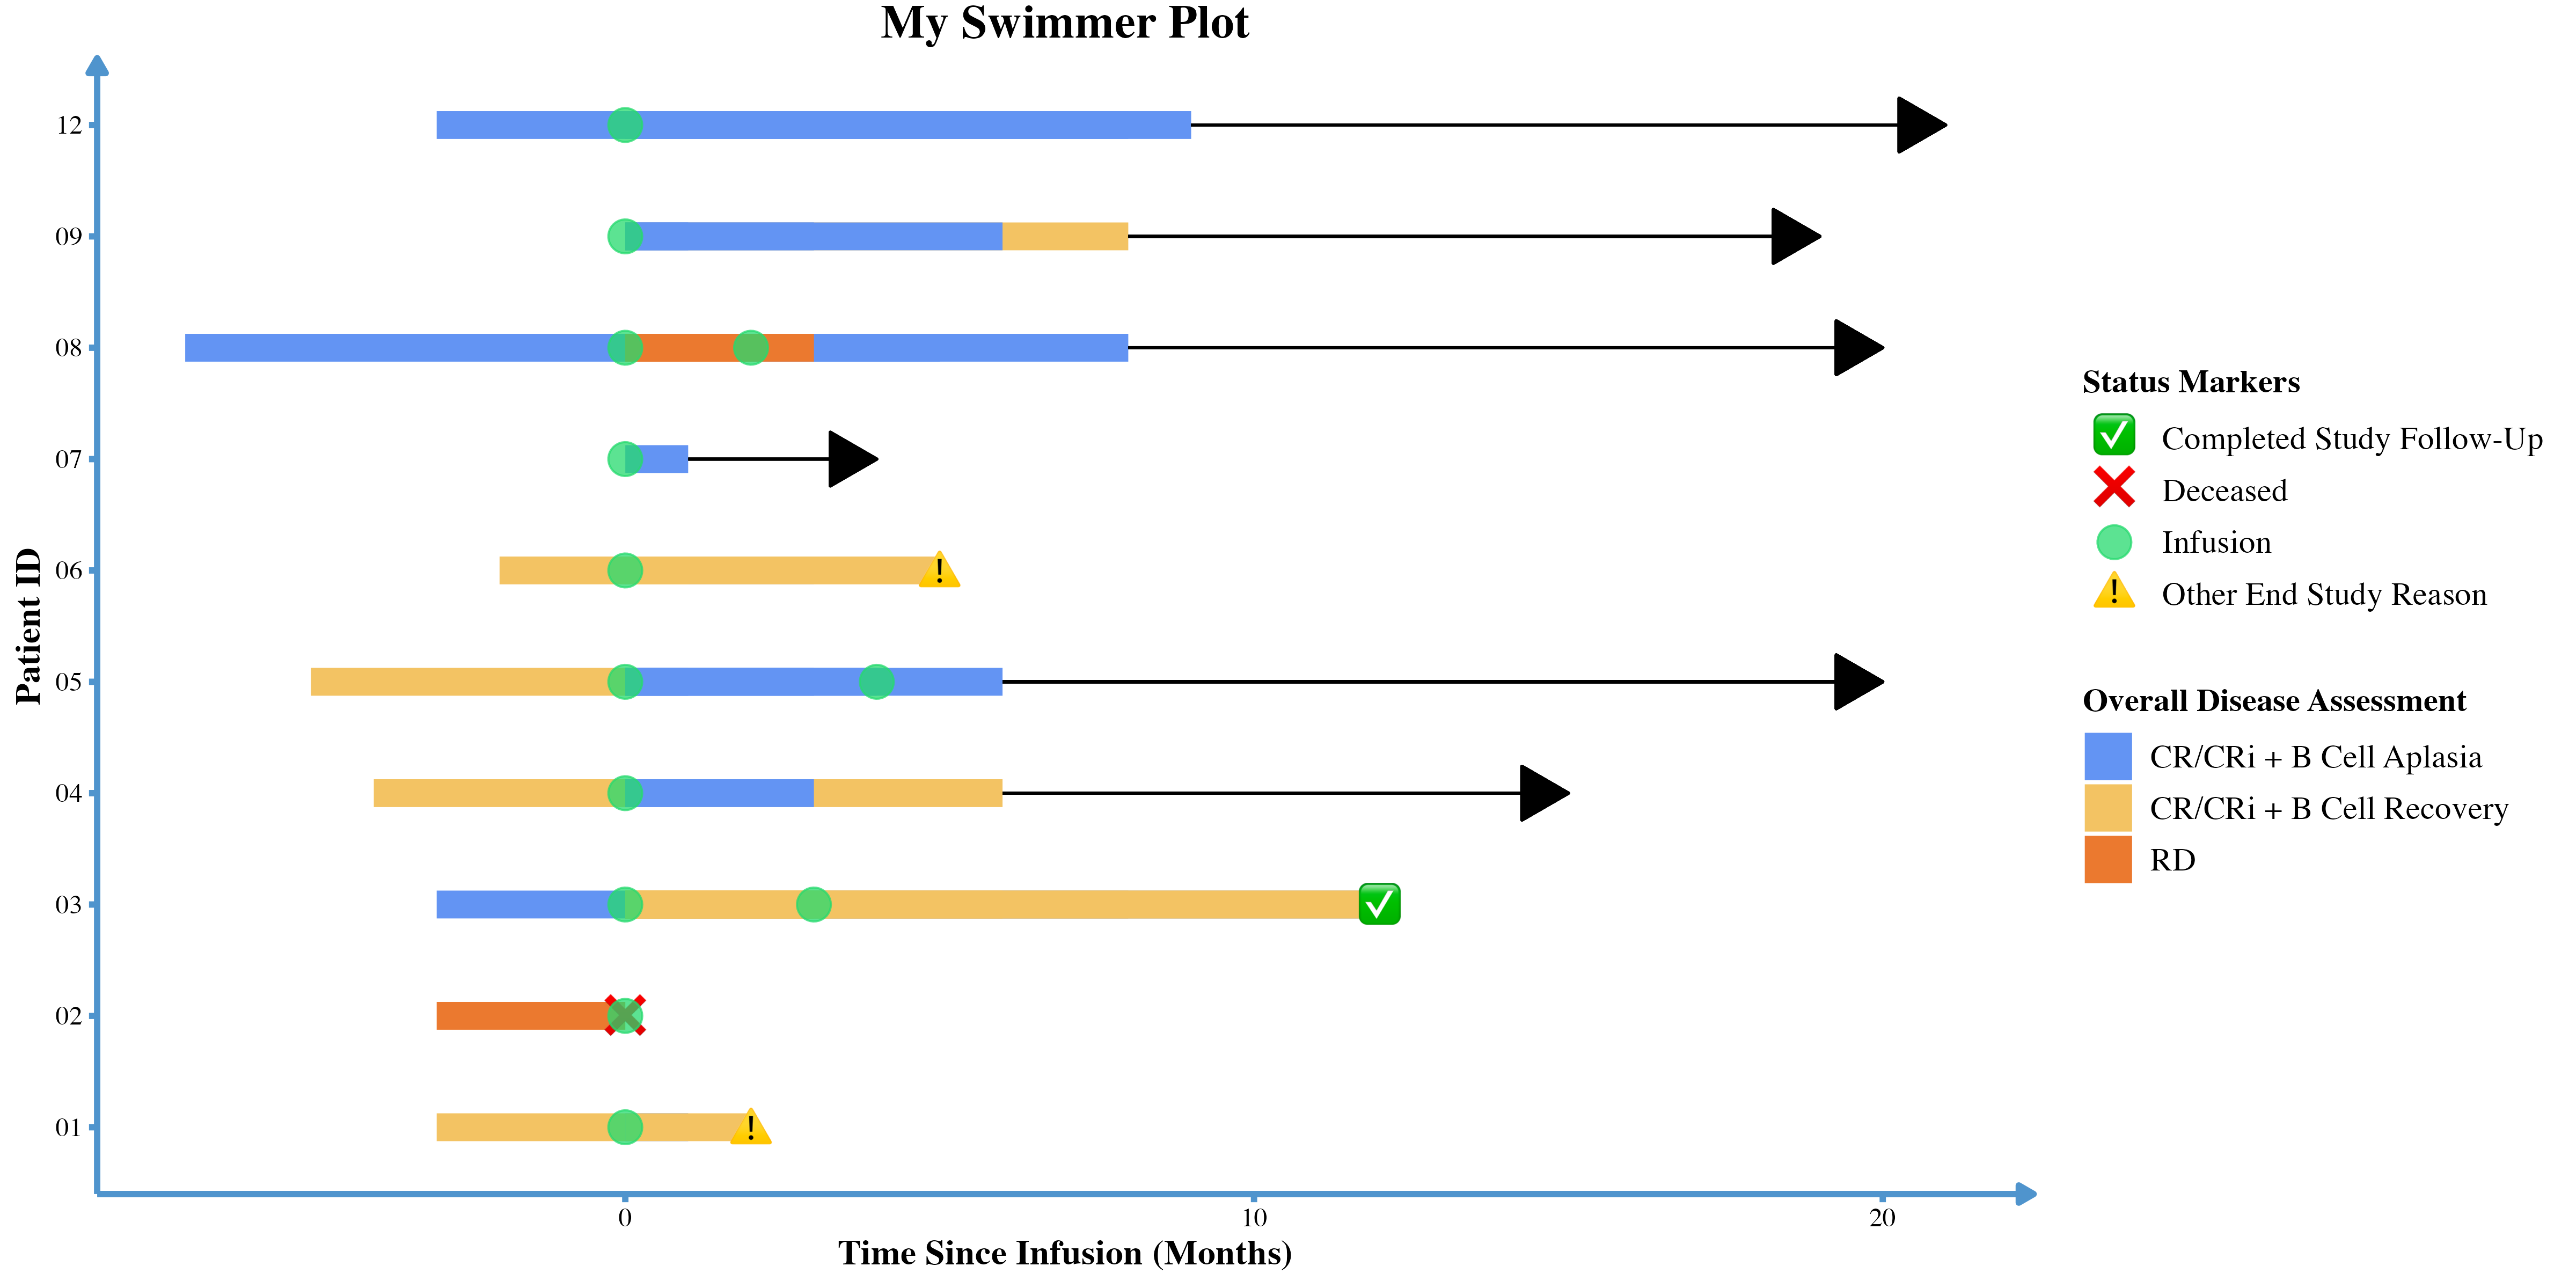 My Swimmer Plot
12
09
08
07
06
05
04
03
02
01
Patient ID
0
10
20
Time Since Infusion (Months)
Status Markers
Completed Study Follow-Up
Deceased
Infusion
Other End Study Reason
Overall Disease Assessment
CR/CRi + B Cell Aplasia
CR/CRi + B Cell Recovery
RD